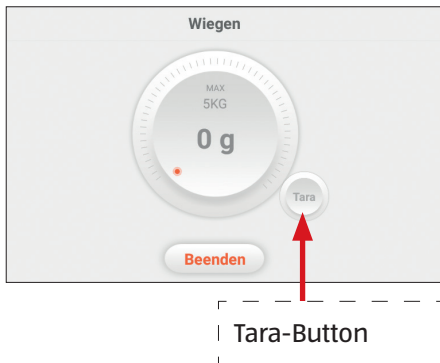 Wiegen
MAX
5KG
0 g
Tara
Beenden
Tara-Button